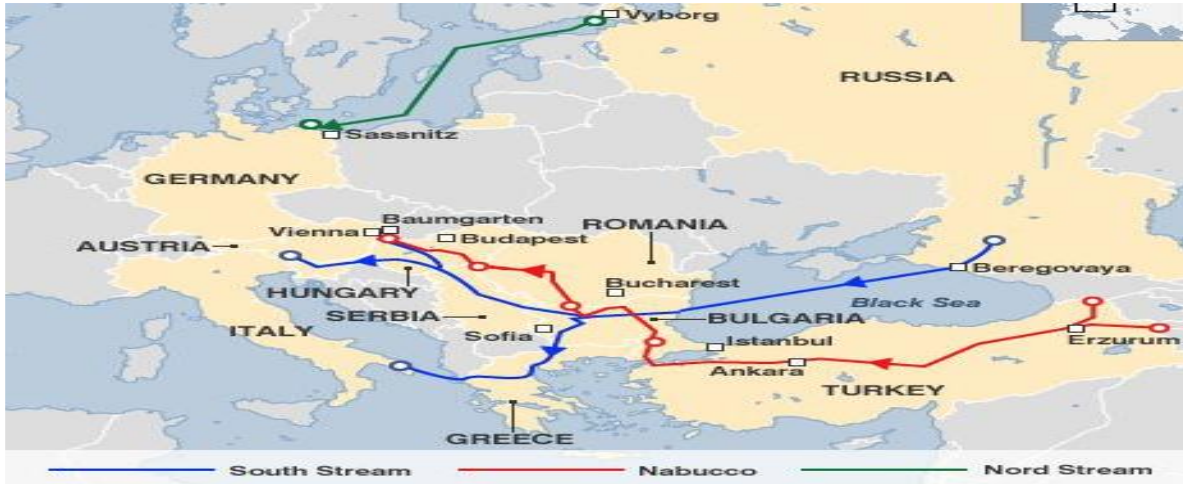 Vyborg
RUSSIA
Sassnitz
GERMANY
Baumgarten
Vienna
ROMANIA
Budapest
AUSTRIA
Beregovaya
Bucharest
HUNGARY
Black Sea
SERBIA
BULGARIA
ITALY
Sofia
Istanbul
Erzurum
Ankara
TURKEY
GREECE
South Stream Nabucco Nord Stream